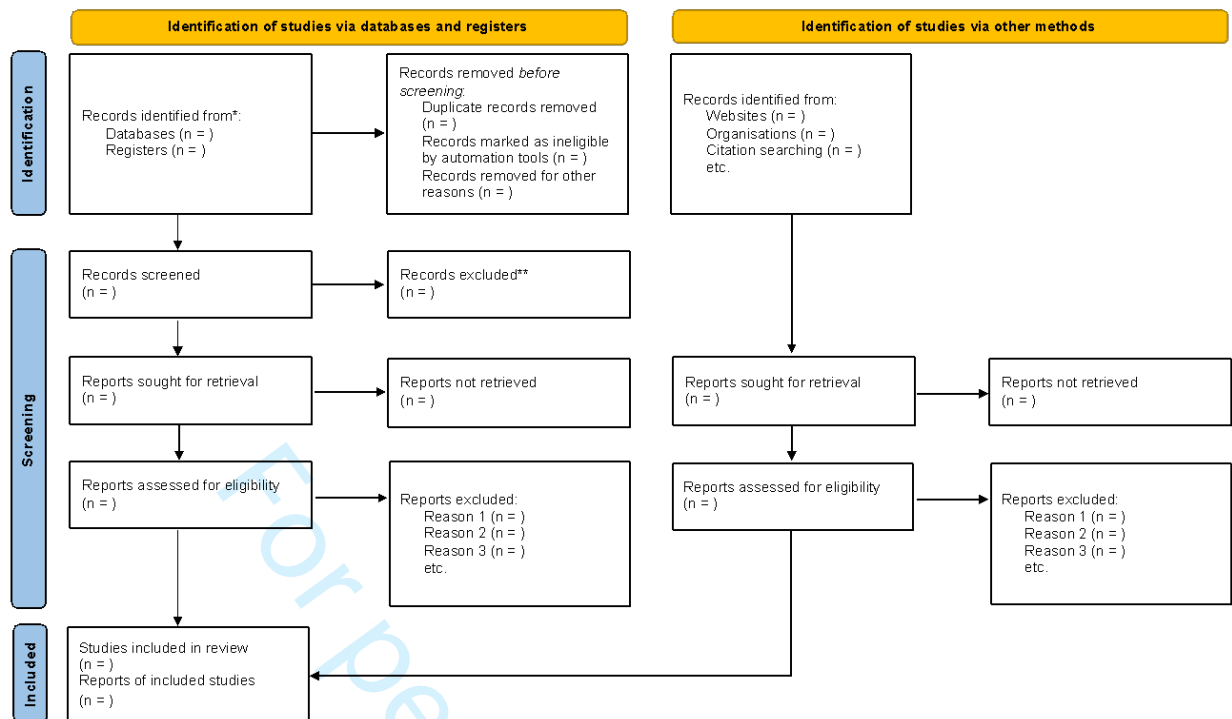 Identification of studies via databases and registers
Identification of studies via other methods
Identification
Records identified from*:
Databases (n = )
Registers (n = )
Records removed before
screening:
Duplicate records removed
(n = )
Records marked as ineligible
by automation tools (n = )
Records removed for other
reasons (n = )
Records identified from:
Websites (n = )
Organisations (n = )
Citation searching (n = )
etc.
Screening
Records screened
(n = )
Records excluded**
(n = )
Reports sought for retrieval
(n = )
Reports not retrieved
(n = )
Reports sought for retrieval
(n = )
Reports not retrieved
(n = )
Reports assessed for eligibility
(n = )
Reports excluded:
Reason 1 (n = )
Reason 2 (n = )
Reason 3 (n = )
etc.
Reports assessed for eligibility
(n = )
Reports excluded:
Reason 1 (n = )
Reason 2 (n = )
Reason 3 (n = )
etc.
Included
Studies included in review
(n = )
Reports of included studies
(n = )
For pe